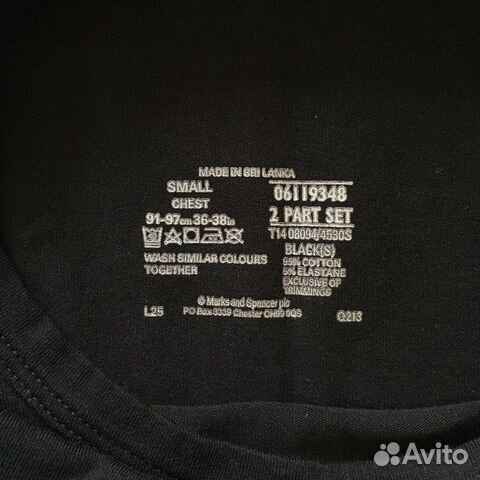 MADE IN SRI LANKA
SMALL
CHEST
91-97cm 36-38in
WASH SIMILAR COLOURS
TOGETHER
06119348
2 PART SET
T14 08094/4530S
BLACK(S)
95% COTTON
5% ELASTANE
EXCLUSIVE OF
TRIMMINGS
© Marks and Spencer plc
PO Box 3339 Chester CH99 9QS
L25
G213
Avito